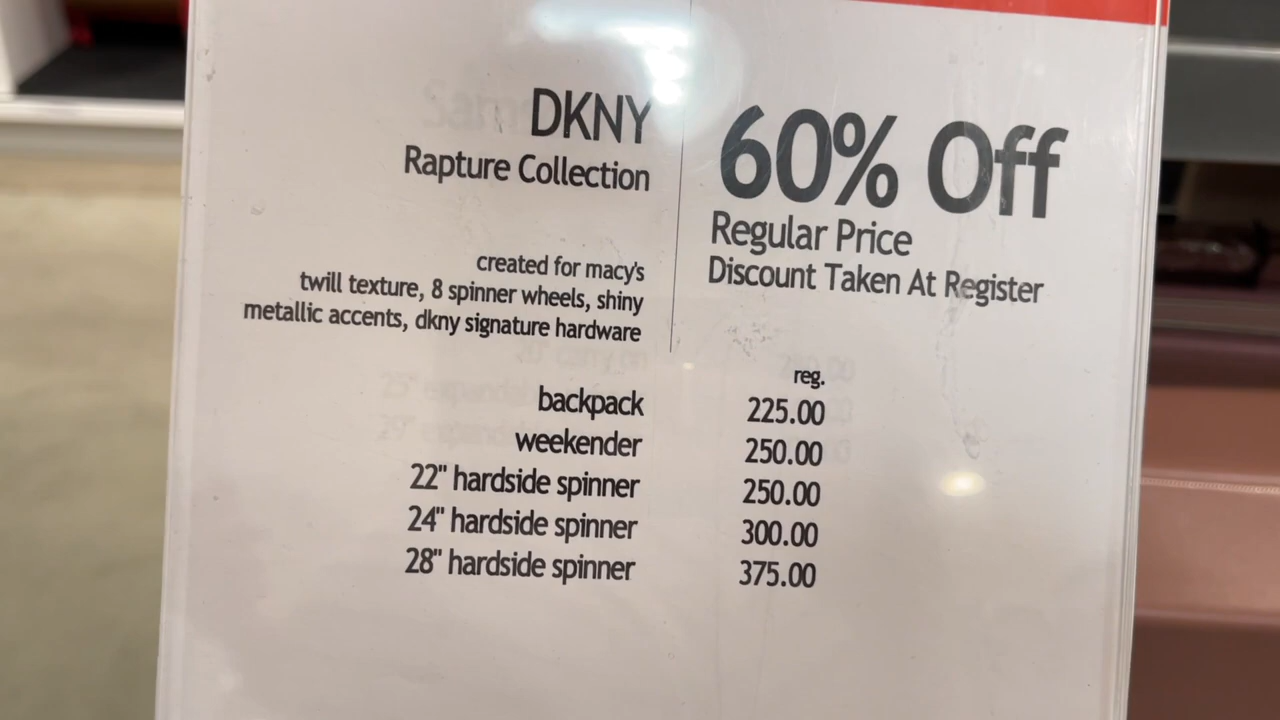 DKNY
Rapture Collection
created for macy's
twill texture, 8 spinner wheels, shiny
metallic accents, dkny signature hardware
60% Off
Regular Price
Discount Taken At Register
reg.
backpack 225.00
weekender 250.00
22" hardside spinner 250.00
24" hardside spinner 300.00
28" hardside spinner 375.00